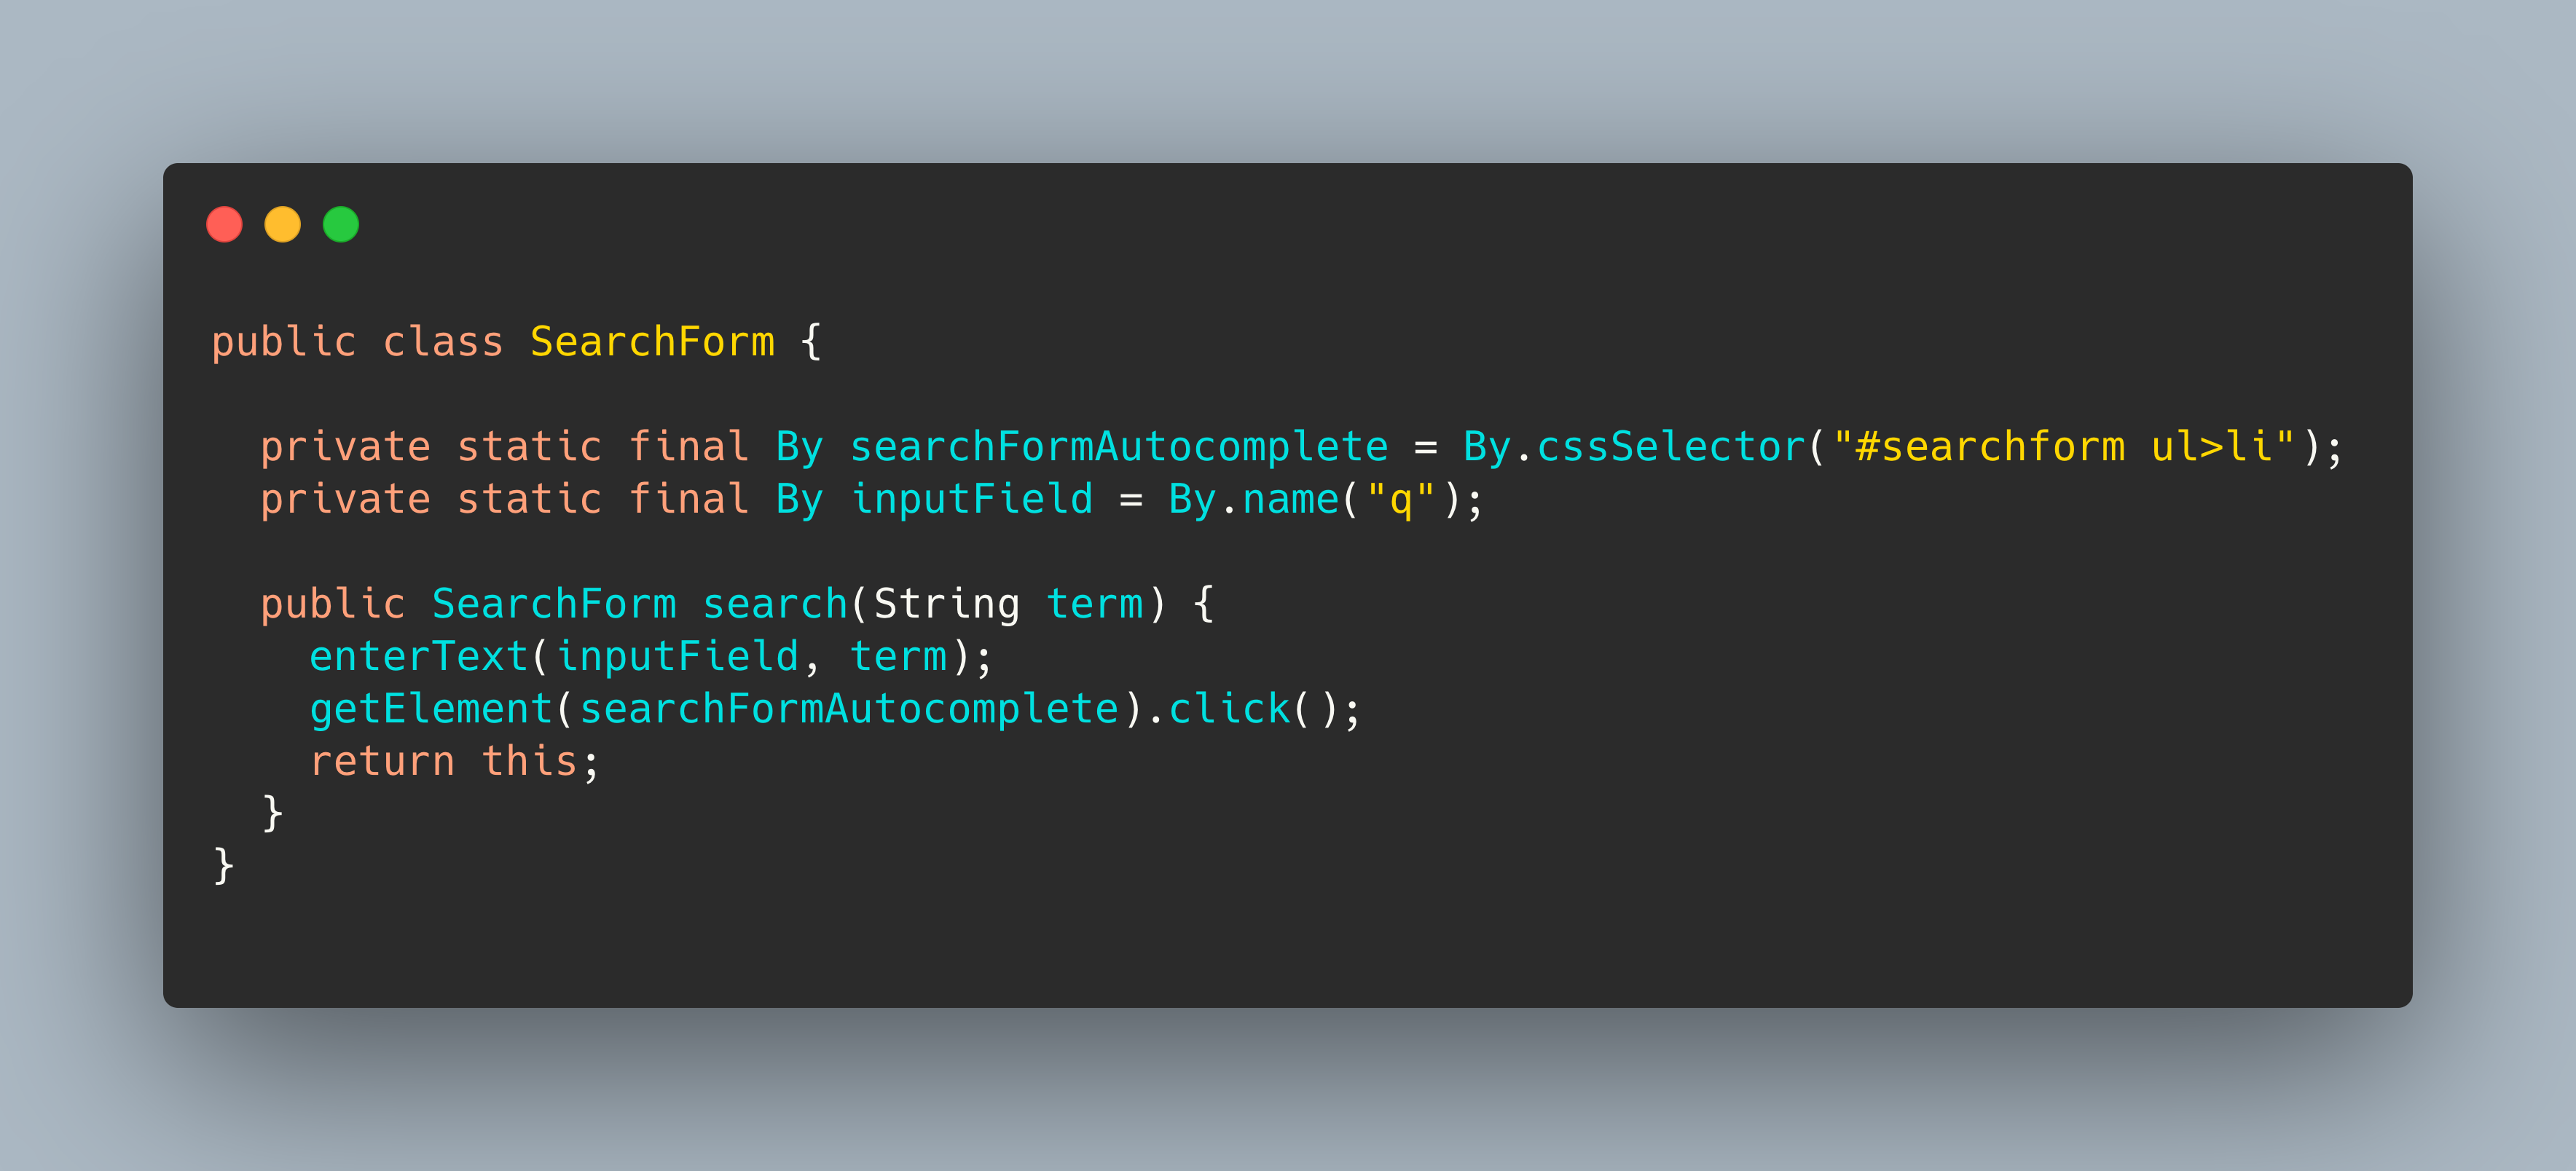 public class SearchForm {
private static final By searchFormAutocomplete = By.cssSelector("#searchform ul>li");
private static final By inputField = By.name("q");
public SearchForm search(String term) {
enterText(inputField, term);
getElement(searchFormAutocomplete).click();
return this;
}
}